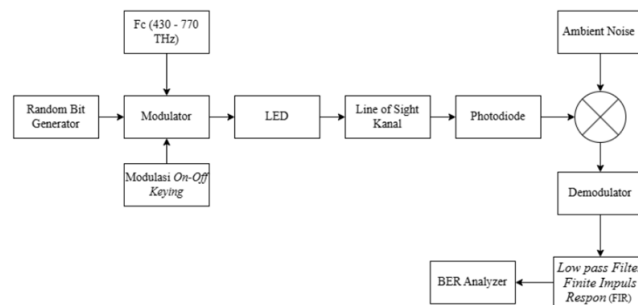 Fc (430 - 770
THz)
Ambient Noise
Random Bit
Generator
Modulator
LED
Line of Sight
Kanal
Photodiode
Modulasi On-Off
Keying
Demodulator
BER Analyzer
Low pass Filter
Finite Impuls
Respon (FIR)